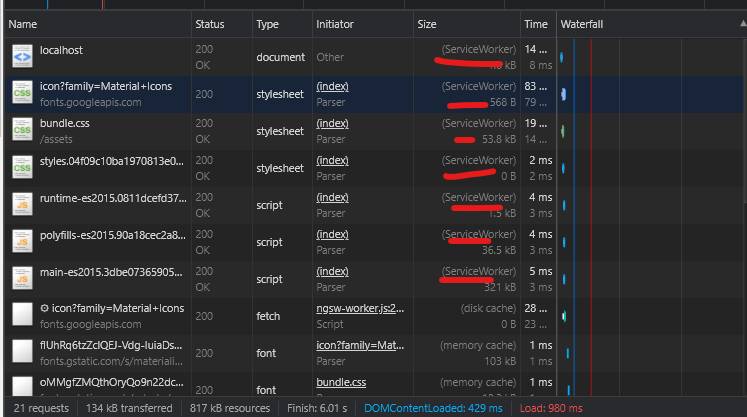 Name Status Type Initiator Size Time Waterfall
localhost 200 OK document Other (ServiceWorker) kB 14 ... 8 ms
icon?family=Material+Icons fonts.googleapis.com 200 stylesheet (index) Parser (ServiceWorker) 568 B 83 ... 79 ...
bundle.css /assets 200 OK stylesheet (index) Parser (ServiceWorker) 53.8 kB 19 ... 14 ...
styles.04f09c10ba1970813e0... 200 OK stylesheet (index) Parser (ServiceWorker) 0 B 2 ms 2 ms
runtime-es2015.0811dcefd37... 200 OK script (index) Parser (ServiceWorker) 1.5 kB 4 ms 3 ms
polyfills-es2015.90a18cec2a8... 200 OK script (index) Parser (ServiceWorker) 36.5 kB 4 ms 3 ms
main-es2015.3dbe07365905... 200 OK script (index) Parser (ServiceWorker) 321 kB 5 ms 3 ms
icon?family=Material+Icons fonts.googleapis.com 200 fetch ngsw-worker.js:2... Script (disk cache) 0 B 28 ... 23 ...
flUhRq6tzZclQEJ-Vdg-IuiaDs... fonts.gstatic.com/s/materiali... 200 font icon?family=Mat... Parser (memory cache) 103 kB 1 ms 1 ms
oMMgfZMQthOryQo9n22dc... 200 font bundle.css (memory cache) 1 ms
21 requests 134 kB transferred 817 kB resources Finish: 6.01 s DOMContentLoaded: 429 ms Load: 980 ms